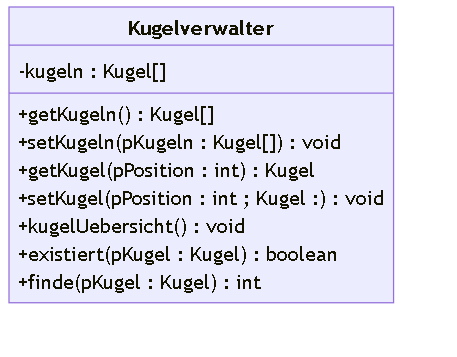 Kugelverwalter
-kugeln : Kugel[]
+getKugeln() : Kugel[]
+setKugeln(pKugeln : Kugel[]) : void
+getKugel(pPosition : int) : Kugel
+setKugel(pPosition : int ; Kugel :) : void
+kugelUebersicht() : void
+existiert(pKugel : Kugel) : boolean
+finde(pKugel : Kugel) : int